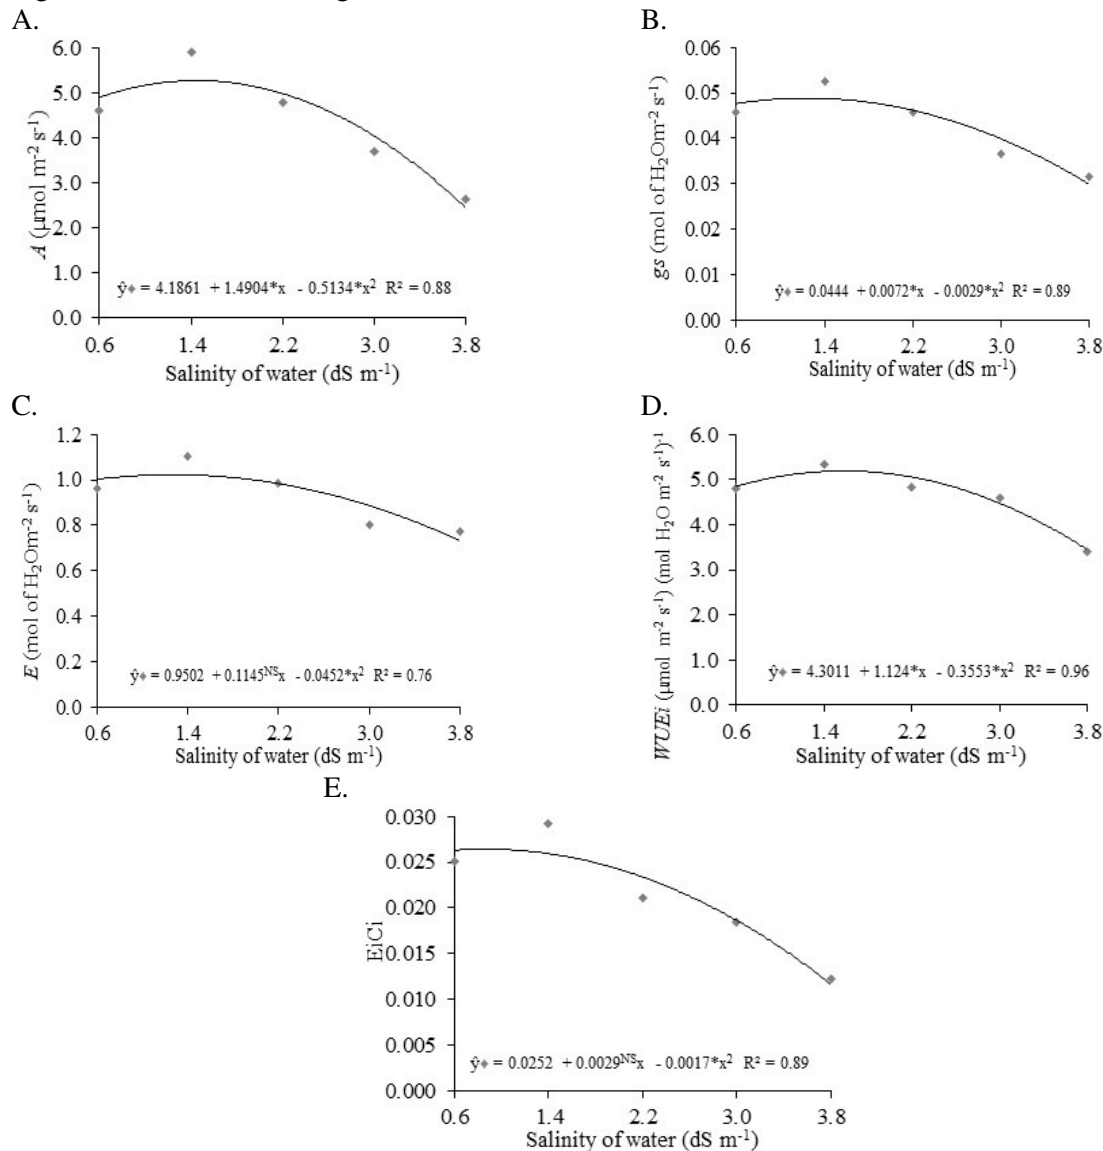 A.
6.0
5.0
4.0
3.0
2.0
1.0
0.0
A (μmol m-2 s-1)
ŷ = 4.1861 + 1.4904*x - 0.5134*x² R² = 0.88
0.6 1.4 2.2 3.0 3.8
Salinity of water (dS m-1)
B.
0.06
0.05
0.04
0.03
0.02
0.01
0.00
gs (mol of H₂Om-2 s-1)
ŷ = 0.0444 + 0.0072*x - 0.0029*x² R² = 0.89
0.6 1.4 2.2 3.0 3.8
Salinity of water (dS m-1)
C.
1.2
1.0
0.8
0.6
0.4
0.2
0.0
E (mol of H₂Om-2 s-1)
ŷ = 0.9502 + 0.1145NSx - 0.0452*x² R² = 0.76
0.6 1.4 2.2 3.0 3.8
Salinity of water (dS m-1)
D.
6.0
5.0
4.0
3.0
2.0
1.0
0.0
WUEi (μmol m-2 s-1) (mol H₂O m-2 s-1)-1
ŷ = 4.3011 + 1.124*x - 0.3553*x² R² = 0.96
0.6 1.4 2.2 3.0 3.8
Salinity of water (dS m-1)
E.
0.030
0.025
0.020
0.015
0.010
0.005
0.000
EiCi
ŷ = 0.0252 + 0.0029NSx - 0.0017*x² R² = 0.89
0.6 1.4 2.2 3.0 3.8
Salinity of water (dS m-1)